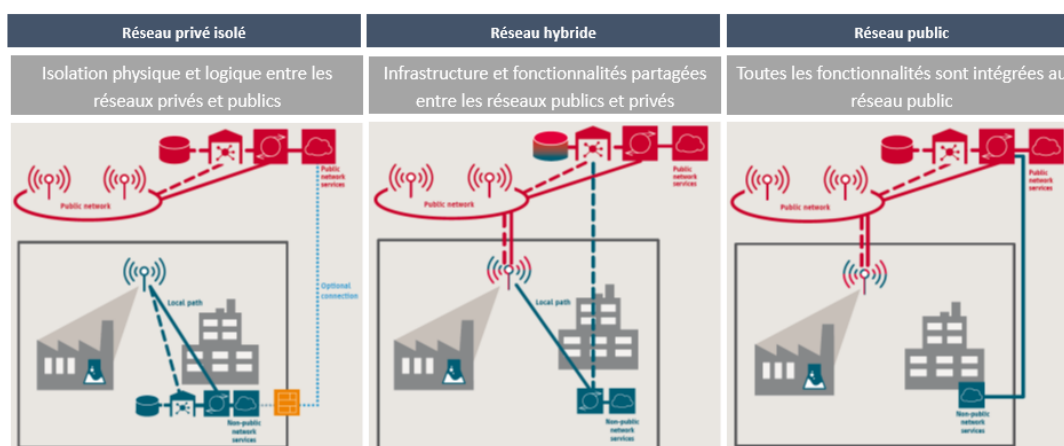 Réseau privé isolé
Isolation physique et logique entre les
réseaux privés et publics
Public
network
services
Public network
Optional
connection
Local path
Non-public
network
services
Réseau hybride
Infrastructure et fonctionnalités partagées
entre les réseaux publics et privés
Public
network
services
Public network
Local path
Non-public
network
services
Réseau public
Toutes les fonctionnalités sont intégrées au
réseau public
Public
network
services
Public network
Non-public
network
services